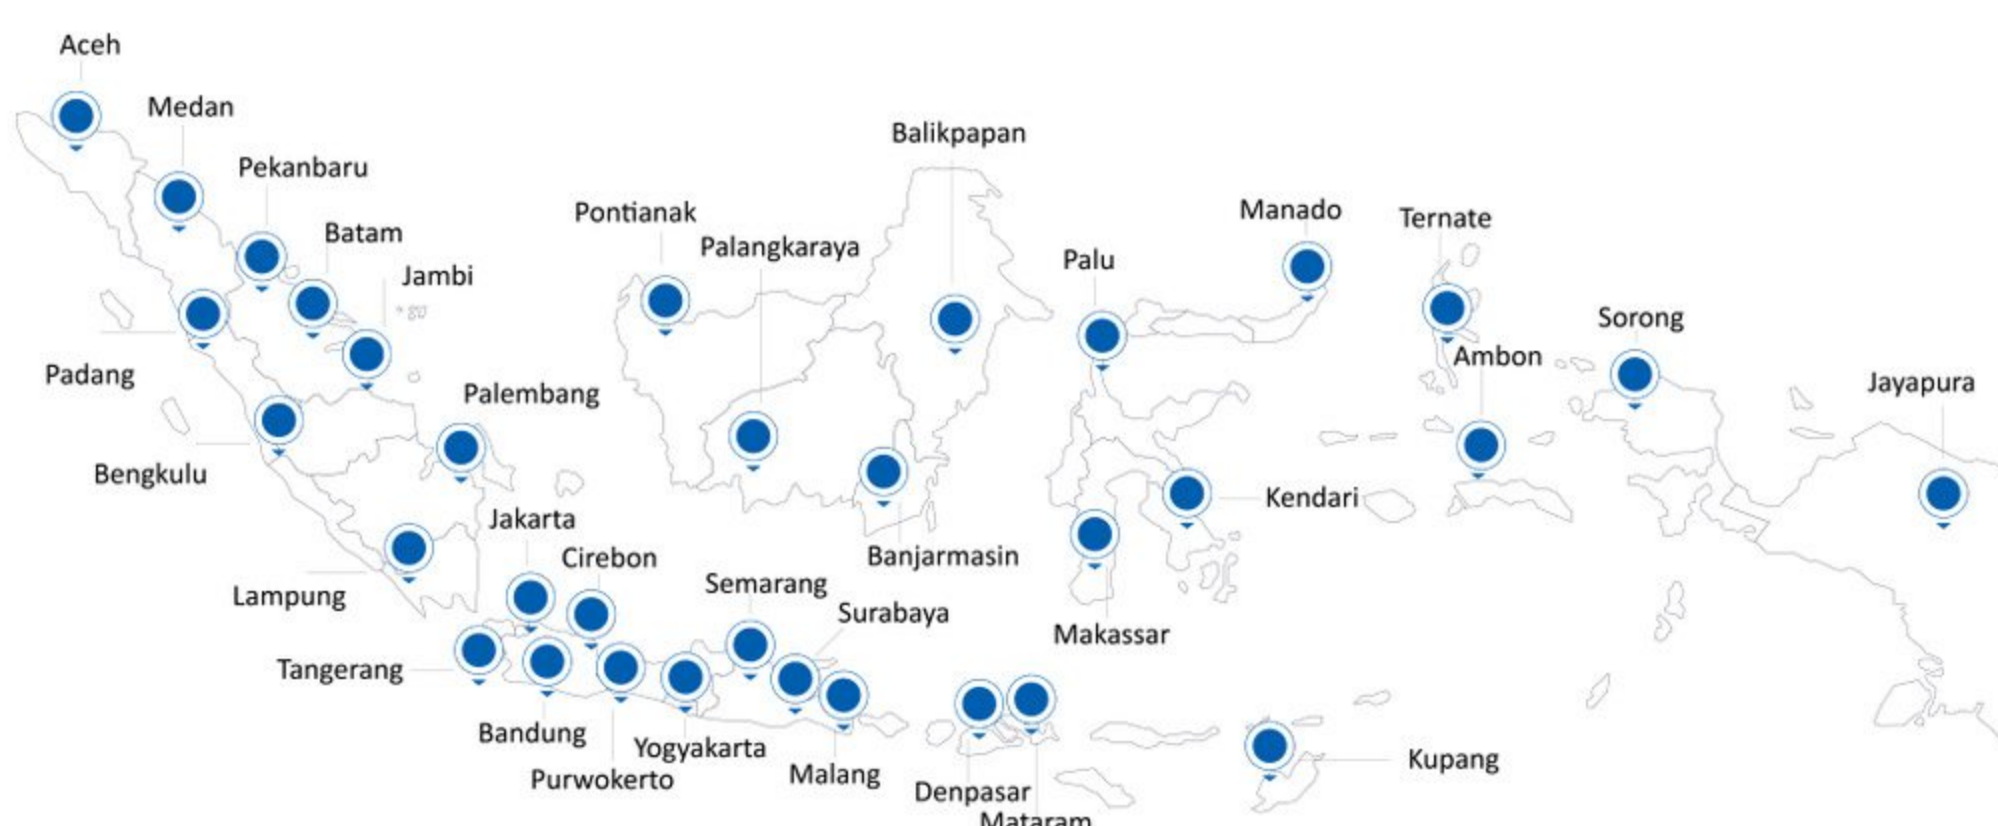 Aceh
Medan
Pekanbaru
Batam
Jambi
Padang
Bengkulu
Palembang
Lampung
Jakarta
Cirebon
Tangerang
Bandung
Purwokerto
Yogyakarta
Semarang
Surabaya
Malang
Pontianak
Palangkaraya
Balikpapan
Banjarmasin
Palu
Manado
Kendari
Makassar
Denpasar
Mataram
Kupang
Ternate
Ambon
Sorong
Jayapura